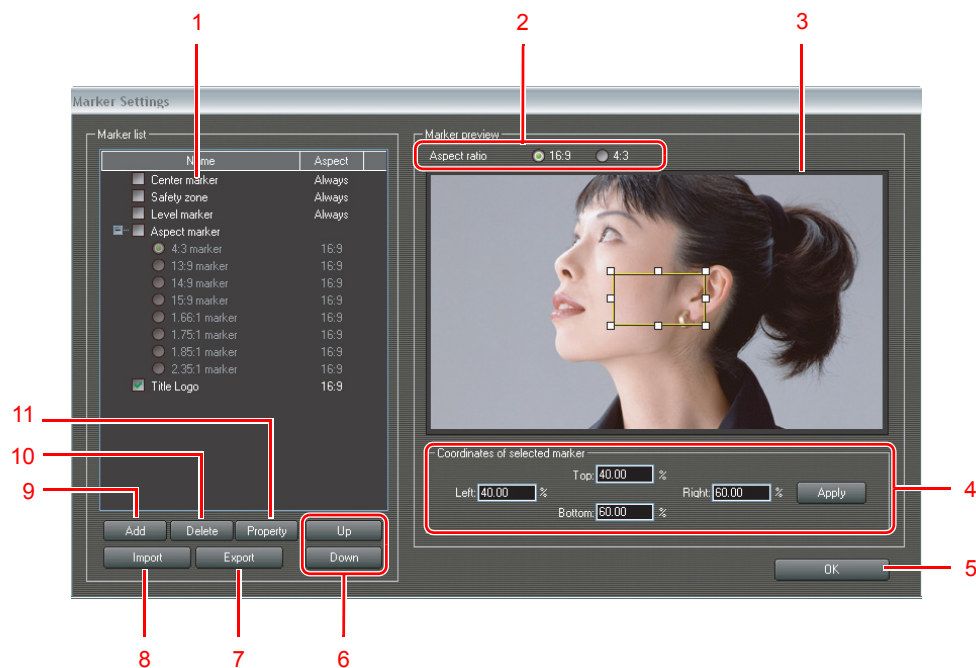 1
2
3
Marker Settings
Marker list
Name Aspect
Center marker Always
Safety zone Always
Level marker Always
Aspect marker
4:3 marker 16:9
13:9 marker 16:9
14:9 marker 16:9
15:9 marker 16:9
1.66:1 marker 16:9
1.75:1 marker 16:9
1.85:1 marker 16:9
2.35:1 marker 16:9
Title Logo 16:9
Add Delete Property Up
Import Export Down
Marker preview
Aspect ratio 16:9 4:3
Coordinates of selected marker
Top: 40.00 %
Left: 40.00 % Right: 60.00 % Apply
Bottom: 60.00 %
OK
11
10
9
4
5
8
7
6